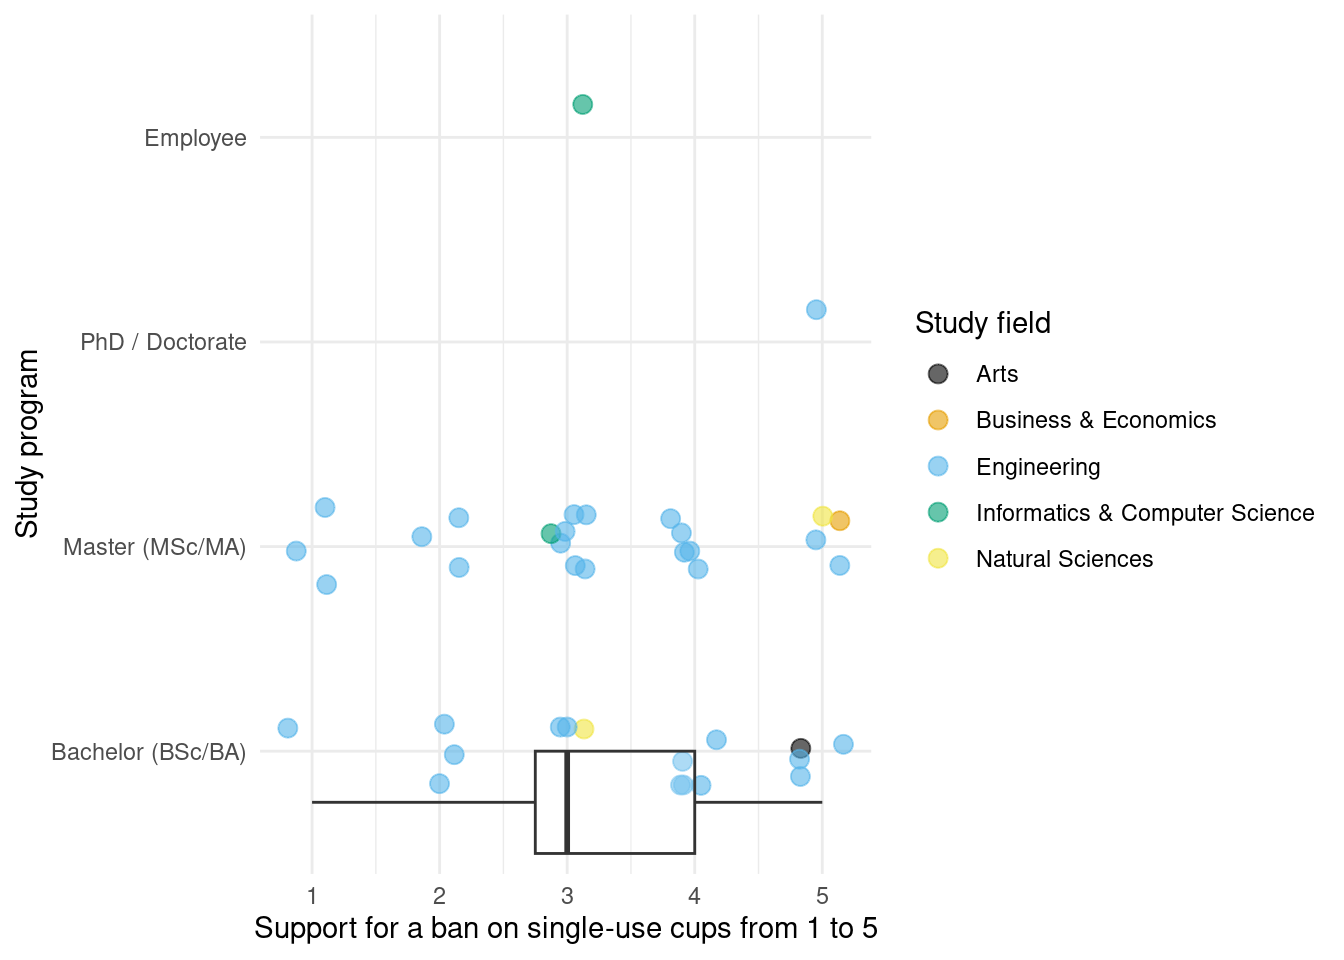 Employee
PhD / Doctorate
Master (MSc/MA)
Bachelor (BSc/BA)
Study program
1 2 3 4 5
Support for a ban on single-use cups from 1 to 5
Study field
Arts
Business & Economics
Engineering
Informatics & Computer Science
Natural Sciences